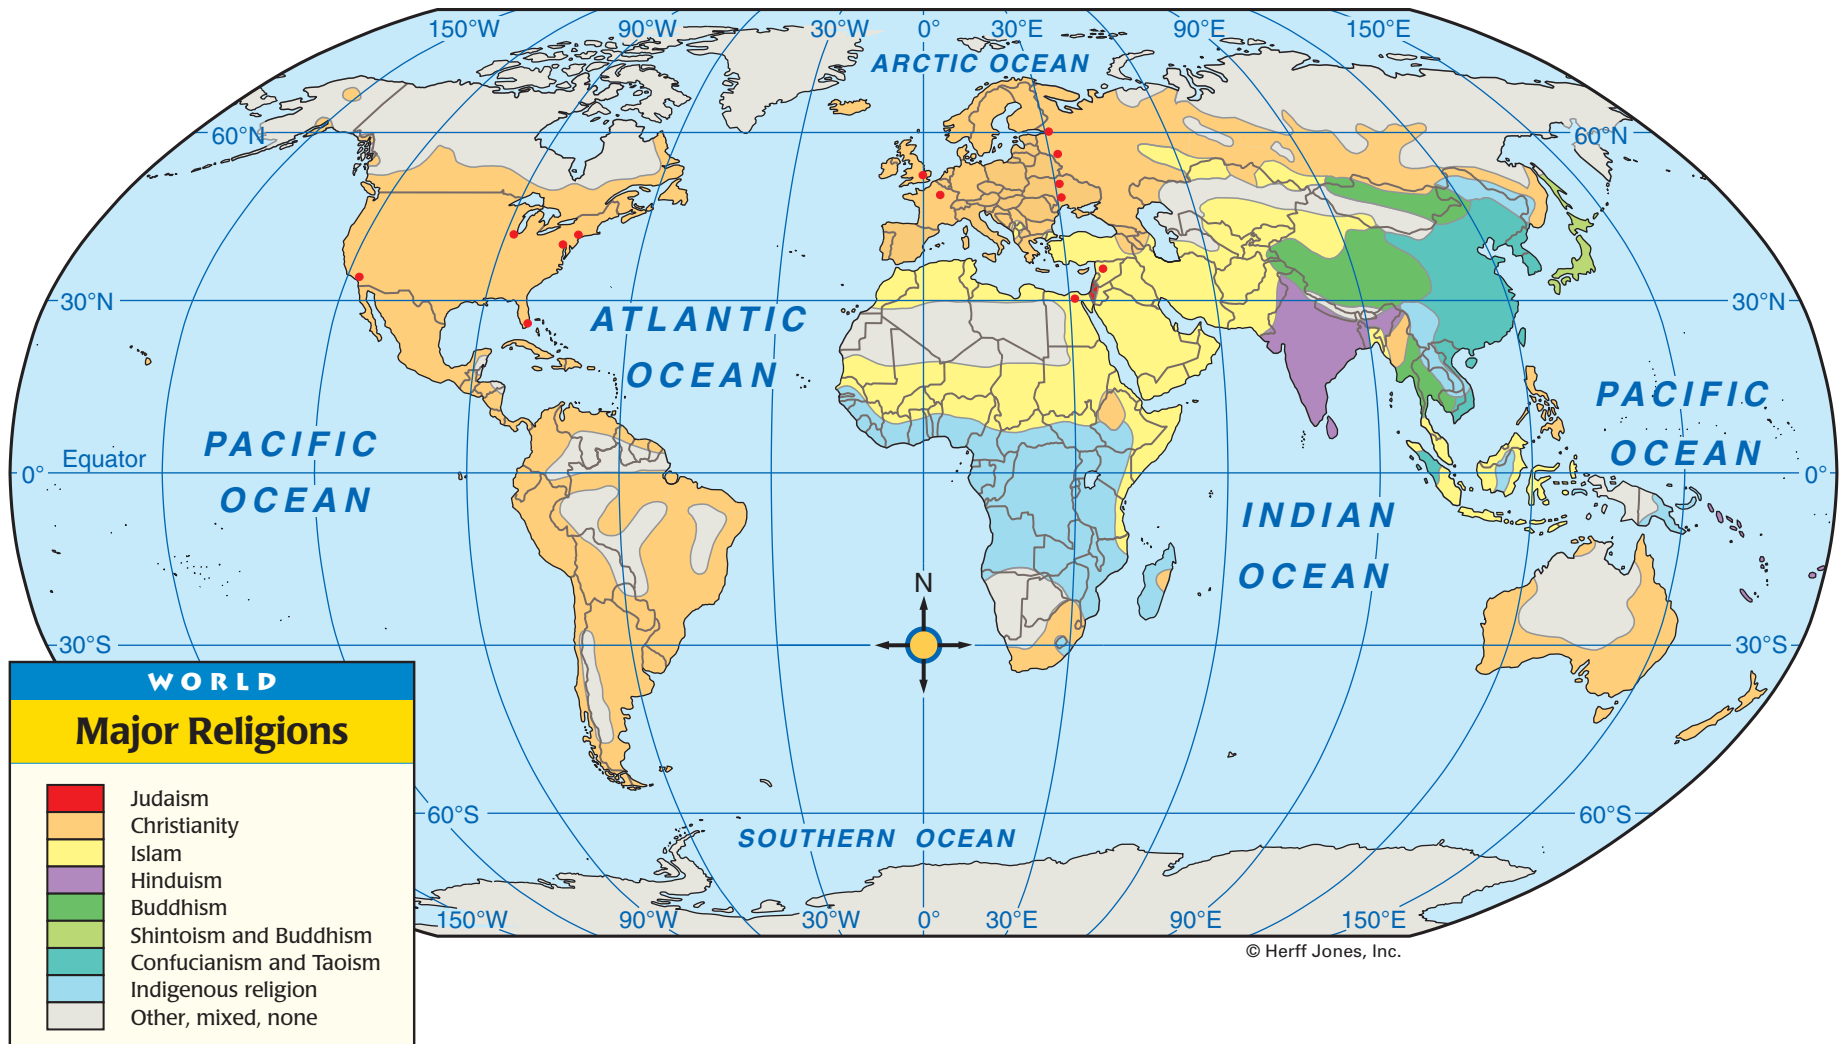 150°W 90°W 30°W 0° 30°E 90°E 150°E
ARCTIC OCEAN
60°N 60°N
30°N 30°N
ATLANTIC
OCEAN
PACIFIC
OCEAN
PACIFIC
OCEAN
0° Equator 0°
INDIAN
OCEAN
N
30°S 30°S
60°S 60°S
SOUTHERN OCEAN
150°W 90°W 30°W 0° 30°E 90°E 150°E
WORLD
Major Religions
Judaism
Christianity
Islam
Hinduism
Buddhism
Shintoism and Buddhism
Confucianism and Taoism
Indigenous religion
Other, mixed, none
© Herff Jones, Inc.